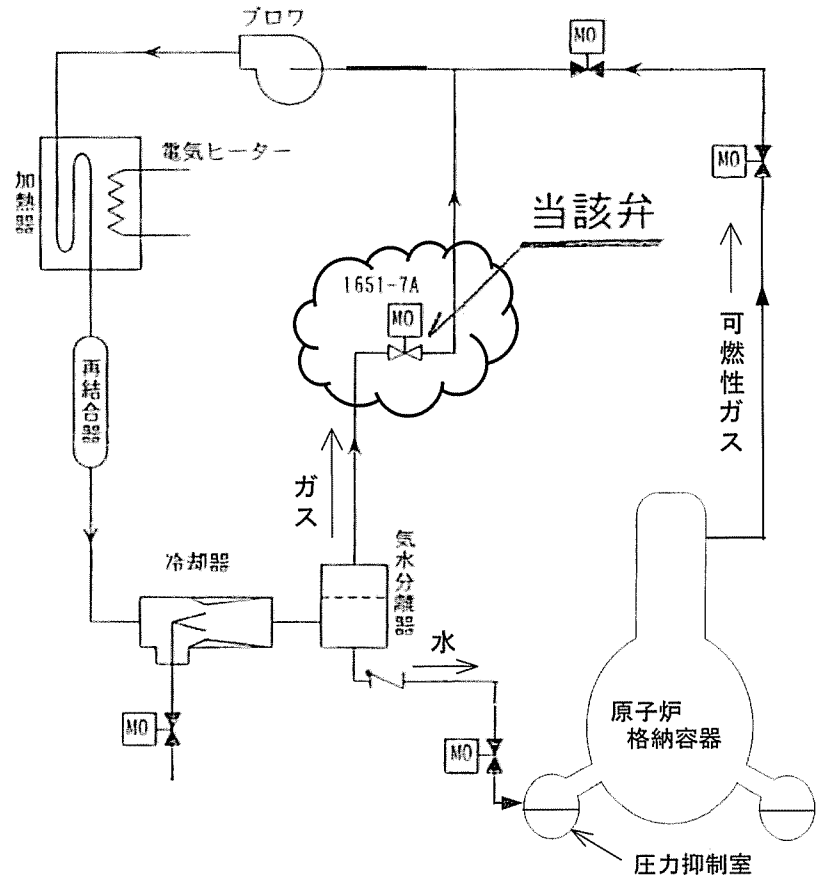 ブロワ
MO
電気ヒーター
加熱器
MO
当該弁
1651-7A
MO
可燃性ガス
再結合器
ガス
冷却器
気水分離器
水
MO
MO
原子炉
格納容器
圧力抑制室